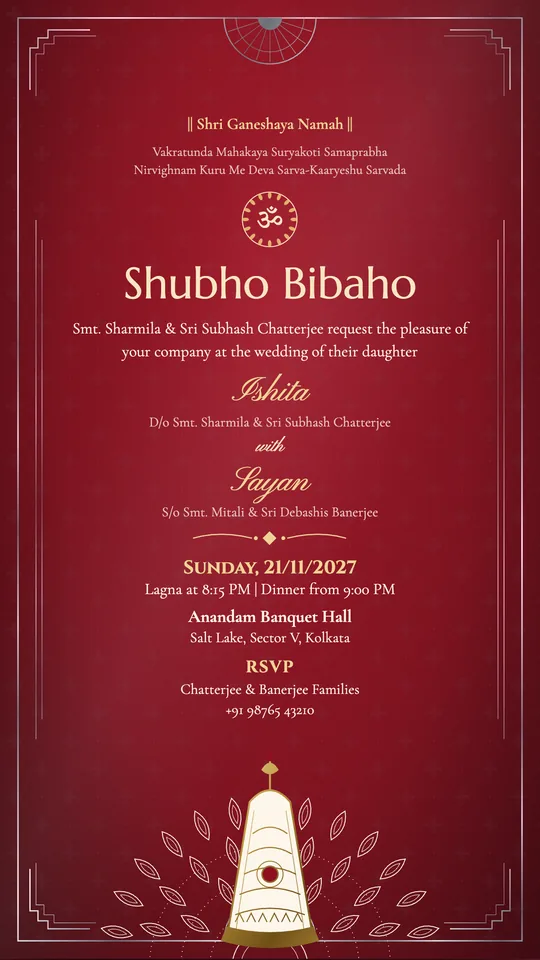 || Shri Ganeshaya Namah ||
Vakratunda Mahakaya Suryakoti Samaprabha
Nirvighnam Kuru Me Deva Sarva-Kaaryeshu Sarvada
ॐ
Shubho Bibaho
Smt. Sharmila & Sri Subhash Chatterjee request the pleasure of
your company at the wedding of their daughter
Ishita
D/o Smt. Sharmila & Sri Subhash Chatterjee
with
Sayan
S/o Smt. Mitali & Sri Debashis Banerjee
Sunday, 21/11/2027
Lagna at 8:15 PM | Dinner from 9:00 PM
Anandam Banquet Hall
Salt Lake, Sector V, Kolkata
RSVP
Chatterjee & Banerjee Families
+91 98765 43210